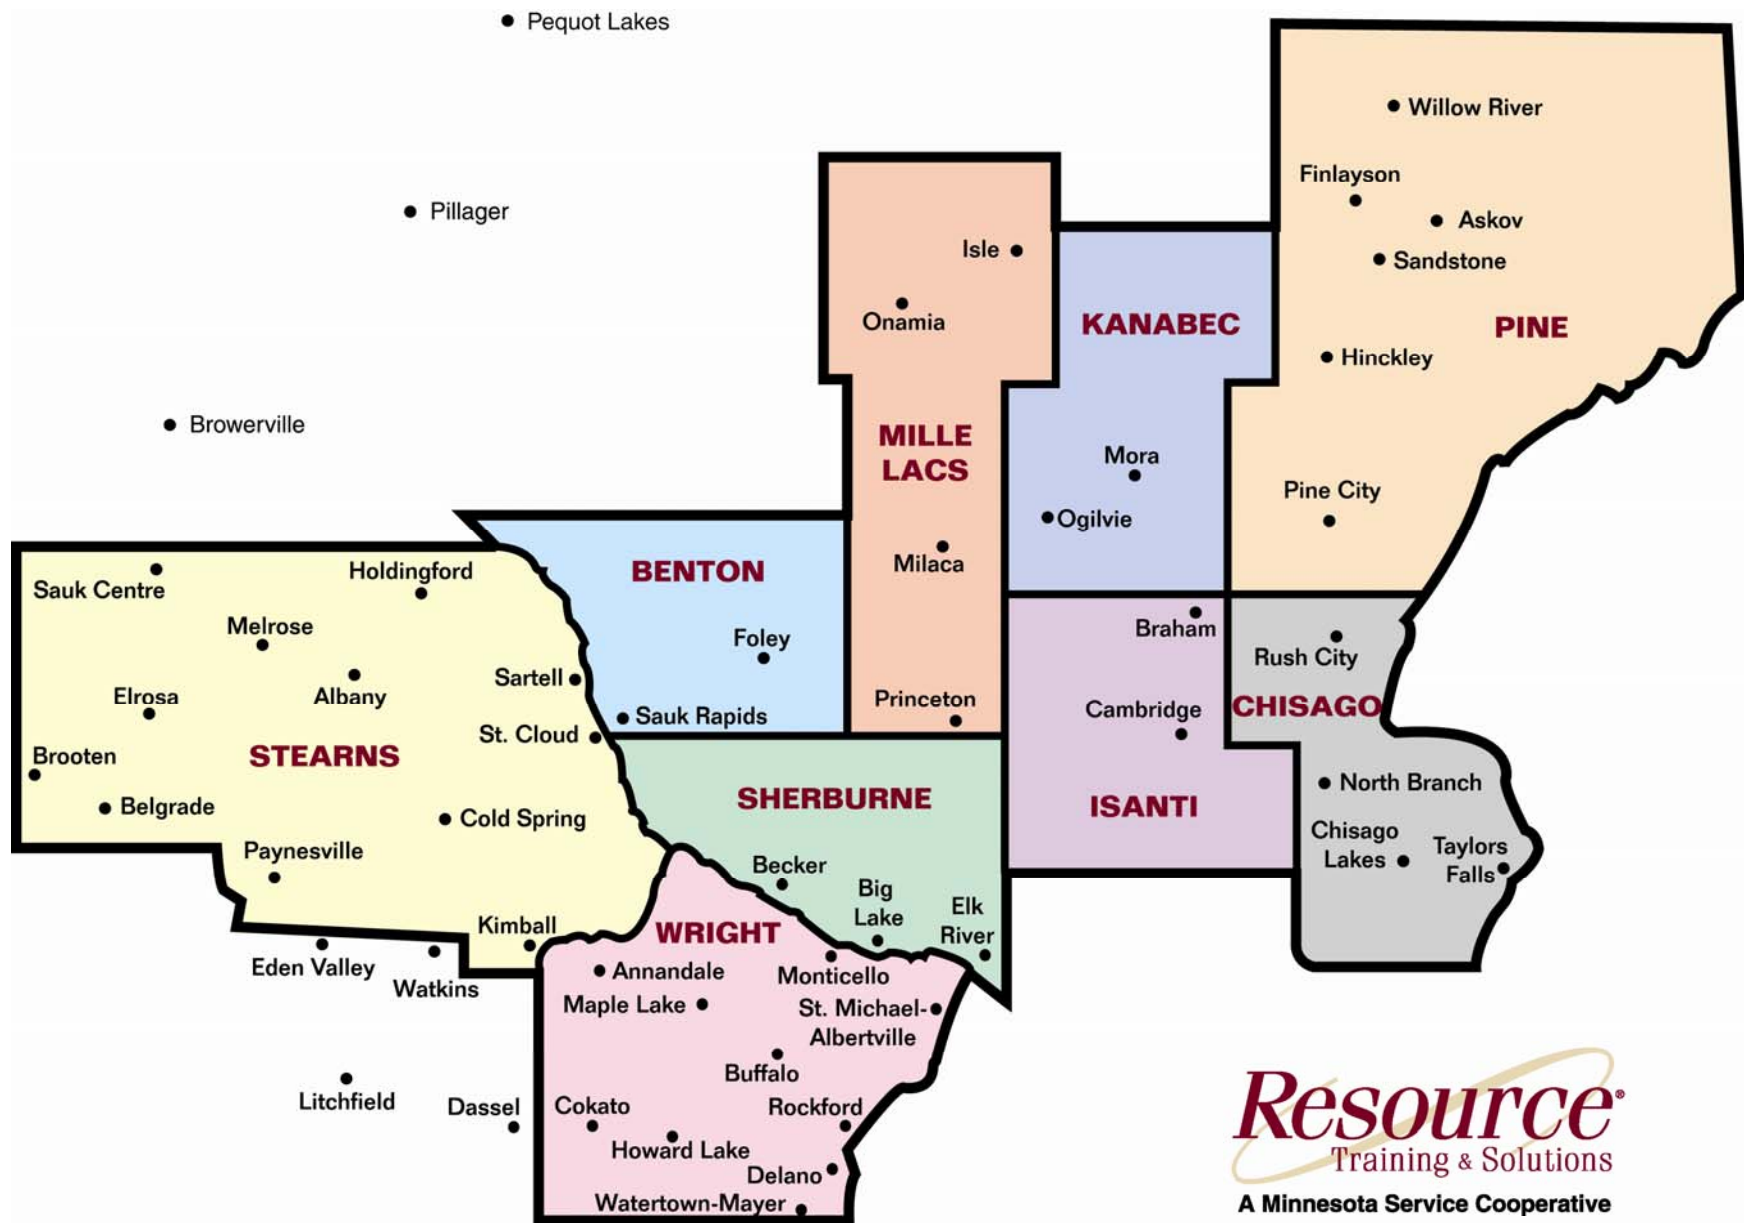 Pequot Lakes
Willow River
Finlayson
Pillager
Askov
Isle
Sandstone
Onamia
KANABEC
PINE
Hinckley
Browerville
MILLE
LACS
Mora
Pine City
Ogilvie
Milaca
BENTON
Holdingford
Sauk Centre
Melrose
Foley
Braham
Rush City
Sartell
Elrosa
Albany
Princeton
CHISAGO
Cambridge
Sauk Rapids
St. Cloud
Brooten
STEARNS
North Branch
SHERBURNE
ISANTI
Belgrade
Cold Spring
Chisago
Lakes
Taylors
Falls
Paynesville
Becker
Big
Lake
Elk
River
Kimball
WRIGHT
Eden Valley
Watkins
Annandale
Monticello
Maple Lake
St. Michael-
Albertville
Buffalo
Litchfield
Dassel
Cokato
Rockford
Howard Lake
Delano
Watertown-Mayer
Resource®
Training & Solutions
A Minnesota Service Cooperative